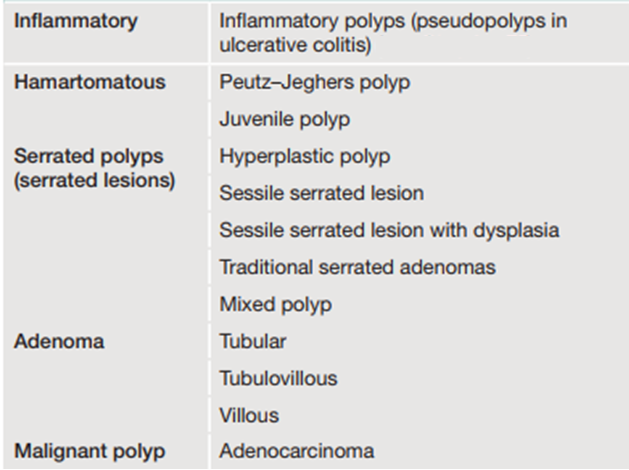 Inflammatory
Inflammatory polyps (pseudopolyps in
ulcerative colitis)
Hamartomatous
Peutz–Jeghers polyp
Juvenile polyp
Serrated polyps
(serrated lesions)
Hyperplastic polyp
Sessile serrated lesion
Sessile serrated lesion with dysplasia
Traditional serrated adenomas
Mixed polyp
Adenoma
Tubular
Tubulovillous
Villous
Malignant polyp
Adenocarcinoma